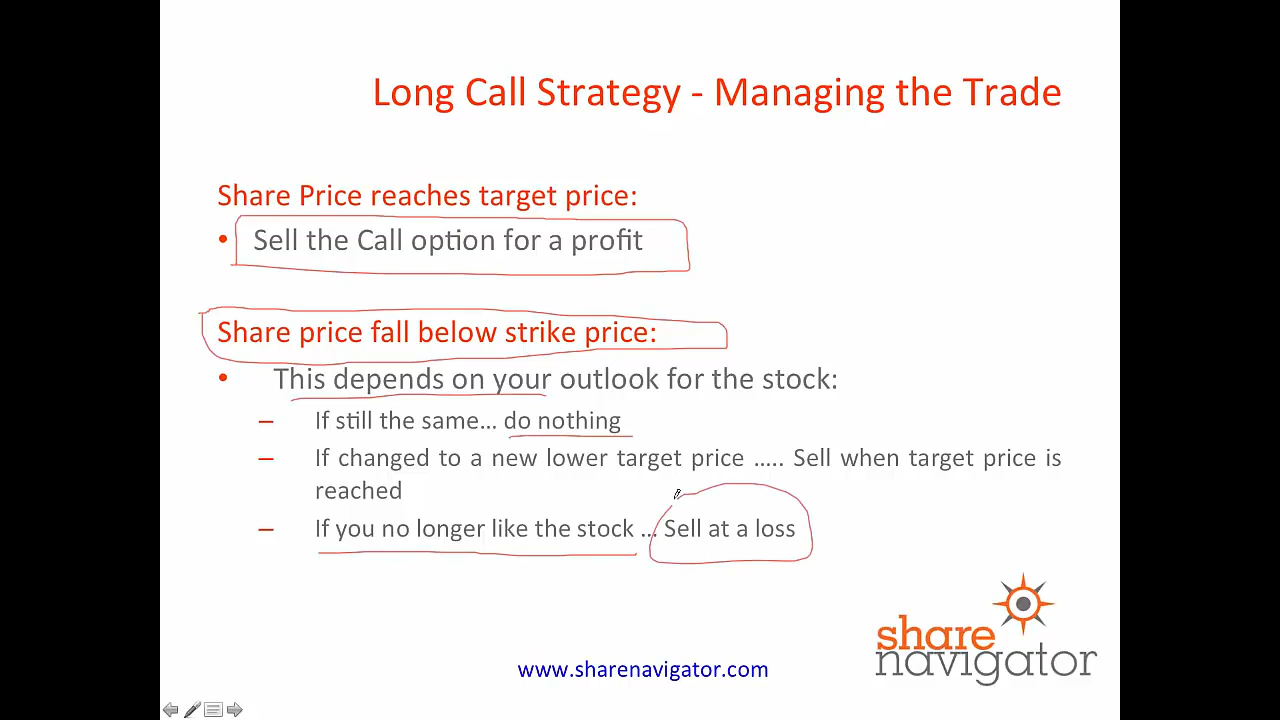 Long Call Strategy - Managing the Trade
Share Price reaches target price:
• Sell the Call option for a profit
Share price fall below strike price:
• This depends on your outlook for the stock:
– If still the same… do nothing
– If changed to a new lower target price ….. Sell when target price is
reached
– If you no longer like the stock … Sell at a loss
share
navigator
www.sharenavigator.com